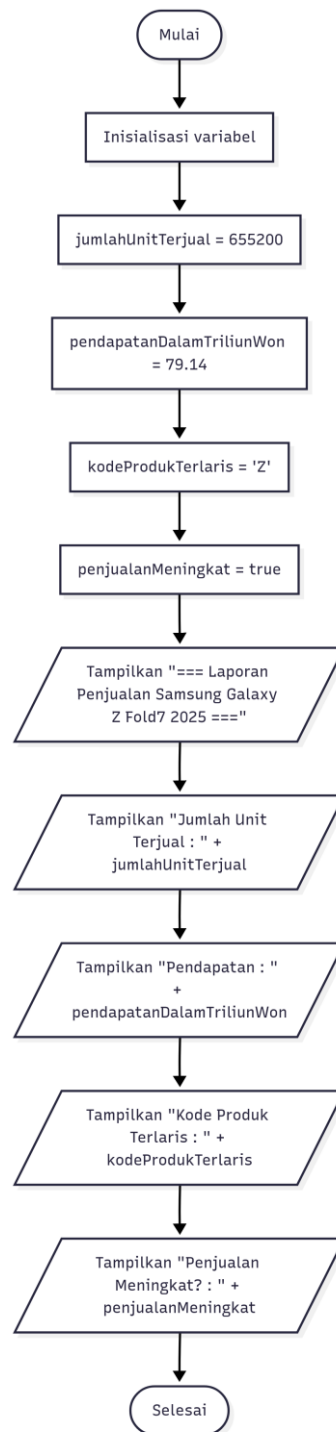 Mulai
Inisialisasi variabel
jumlahUnitTerjual = 655200
pendapatanDalamTriliunWon
= 79.14
kodeProdukTerlaris = 'Z'
penjualanMeningkat = true
Tampilkan "=== Laporan
Penjualan Samsung Galaxy
Z Fold7 2025 ==="
Tampilkan "Jumlah Unit
Terjual : " +
jumlahUnitTerjual
Tampilkan "Pendapatan : "
+
pendapatanDalamTriliunWon
Tampilkan "Kode Produk
Terlaris : " +
kodeProdukTerlaris
Tampilkan "Penjualan
Meningkat? : " +
penjualanMeningkat
Selesai